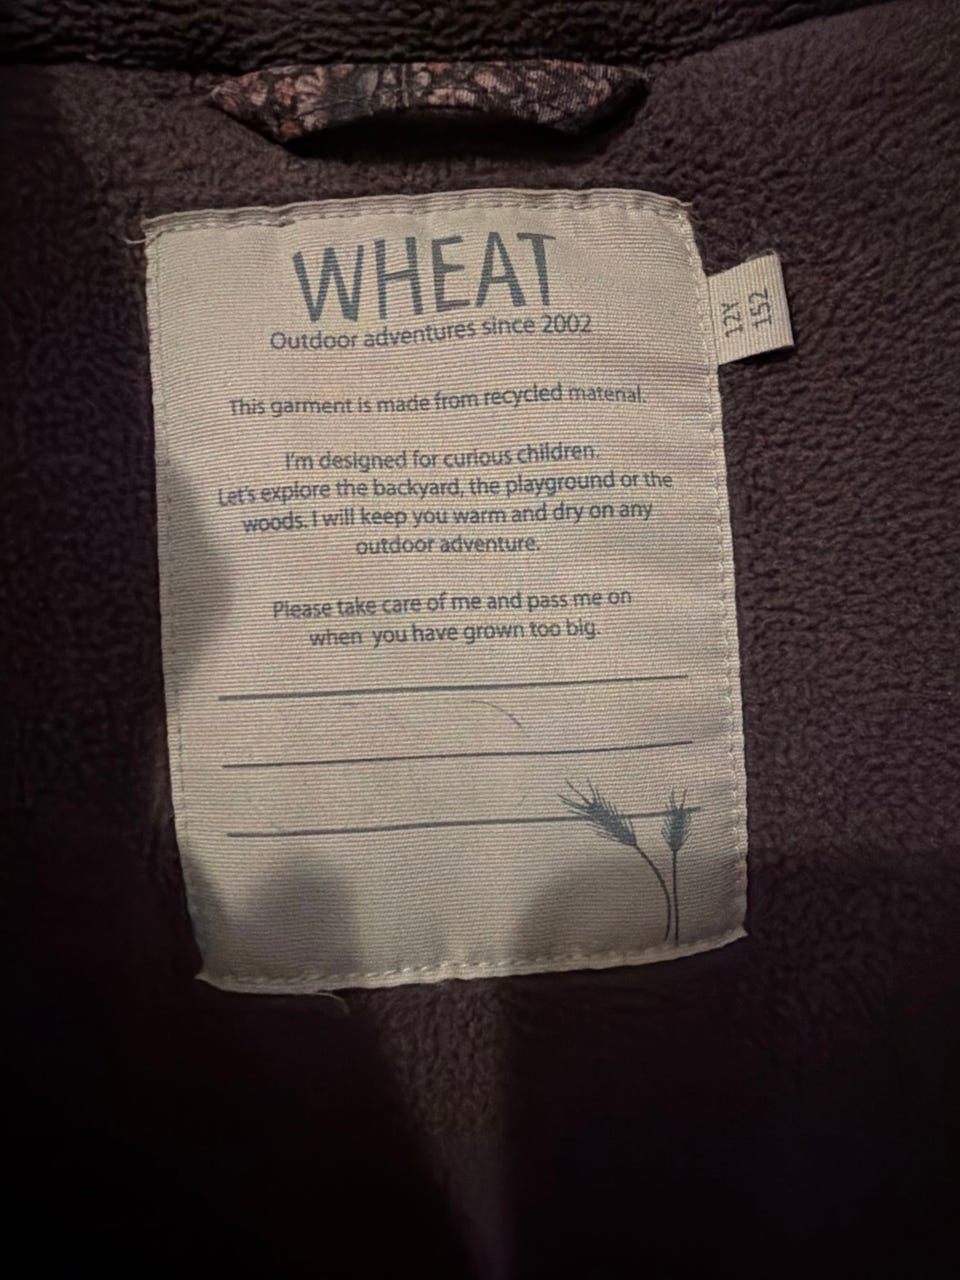 WHEAT
Outdoor adventures since 2002
12Y
152
This garment is made from recycled material.
I'm designed for curious children.
Let's explore the backyard, the playground or the
woods. I will keep you warm and dry on any
outdoor adventure.
Please take care of me and pass me on
when you have grown too big.